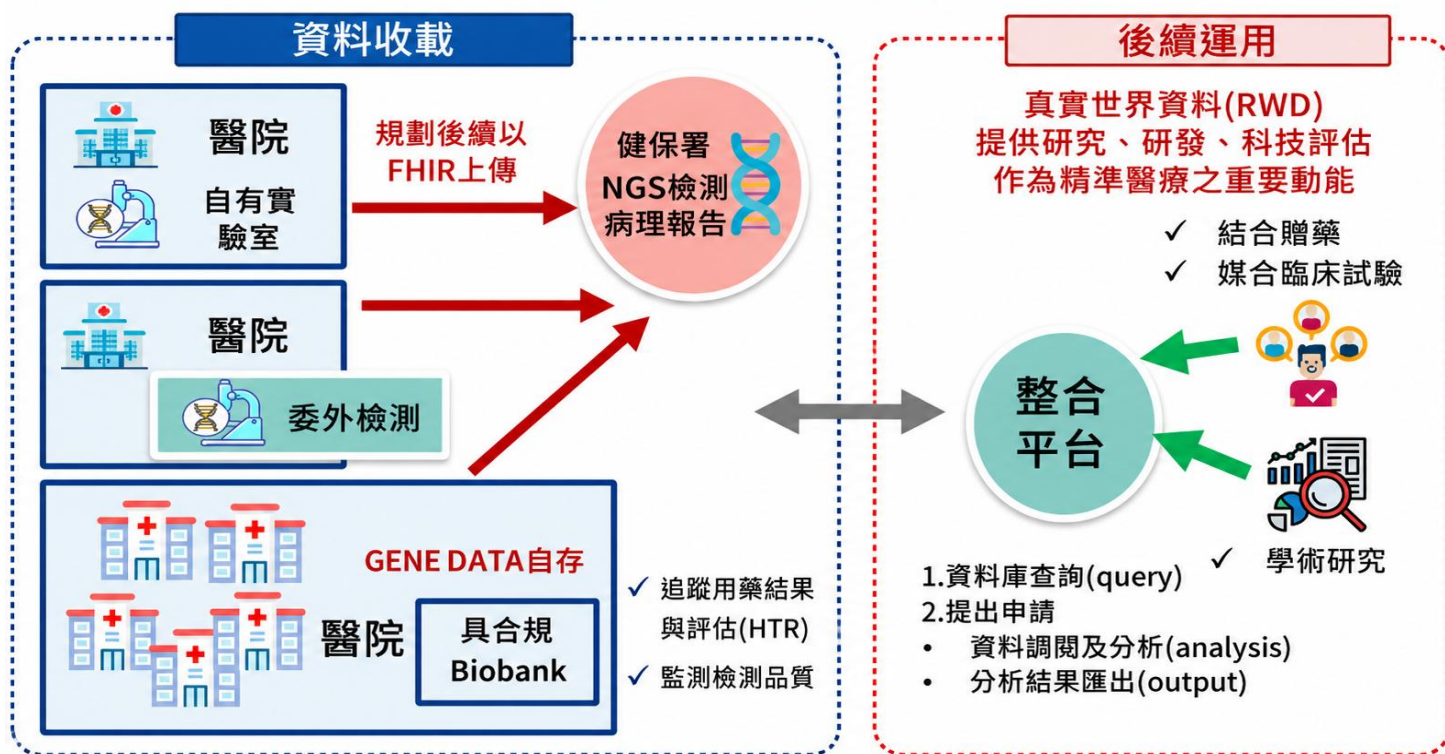 資料收載
醫院
自有實
驗室
規劃後續以
FHIR上傳
健保署
NGS檢測
病理報告
醫院
委外檢測
GENE DATA自存
醫院
具合規
Biobank
✓ 追蹤用藥結果
與評估(HTR)
✓ 監測檢測品質
後續運用
真實世界資料(RWD)
提供研究、研發、科技評估
作為精準醫療之重要動能
✓ 結合贈藥
✓ 媒合臨床試驗
整合
平台
✓ 學術研究
1.資料庫查詢(query)
2.提出申請
• 資料調閱及分析(analysis)
• 分析結果匯出(output)